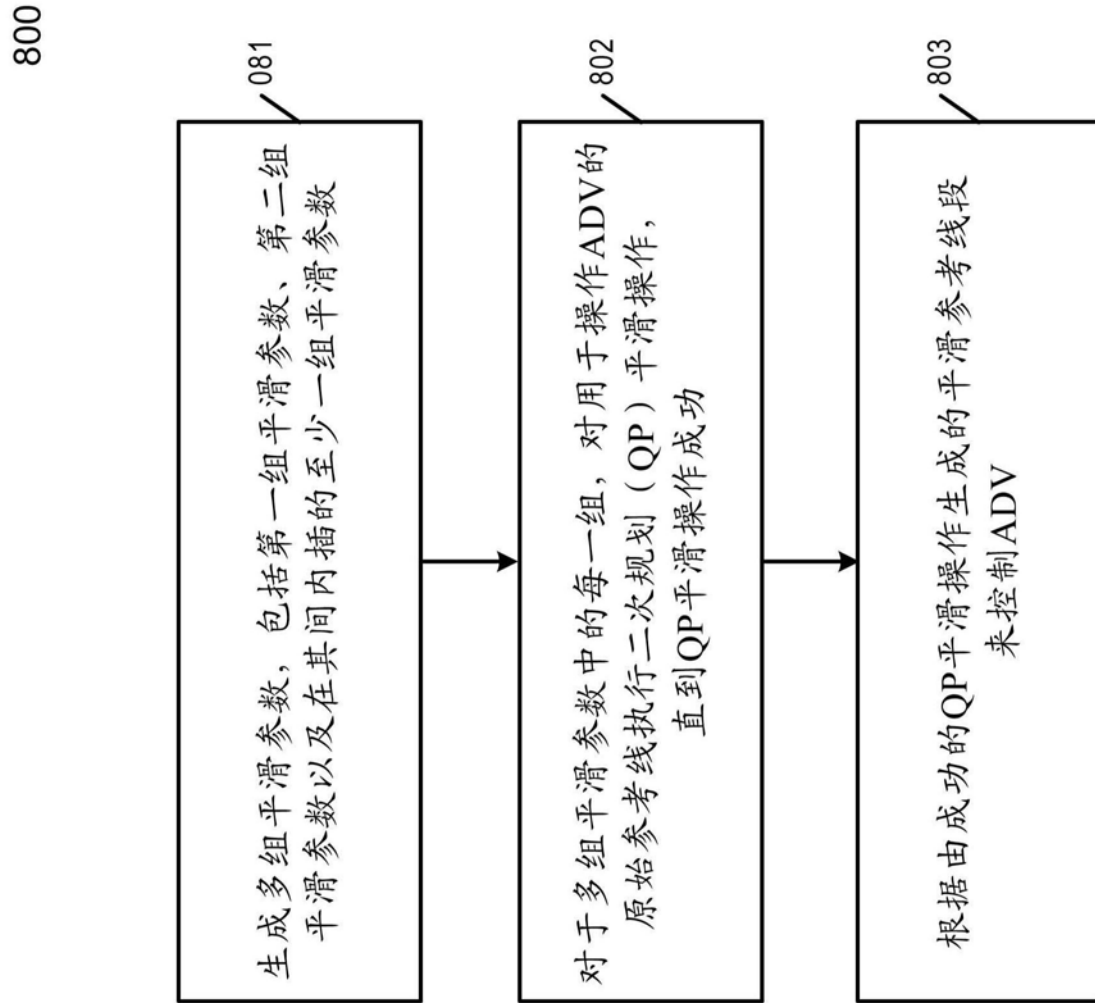 800
081
生成多组平滑参数，包括第一组平滑参数、第二组
平滑参数以及在其间内插的至少一组平滑参数
802
对于多组平滑参数中的每一组，对用于操作ADV的
原始参考线执行二次规划（QP）平滑操作，
直到QP平滑操作成功
803
根据由成功的QP平滑操作生成的平滑参考线段
来控制ADV